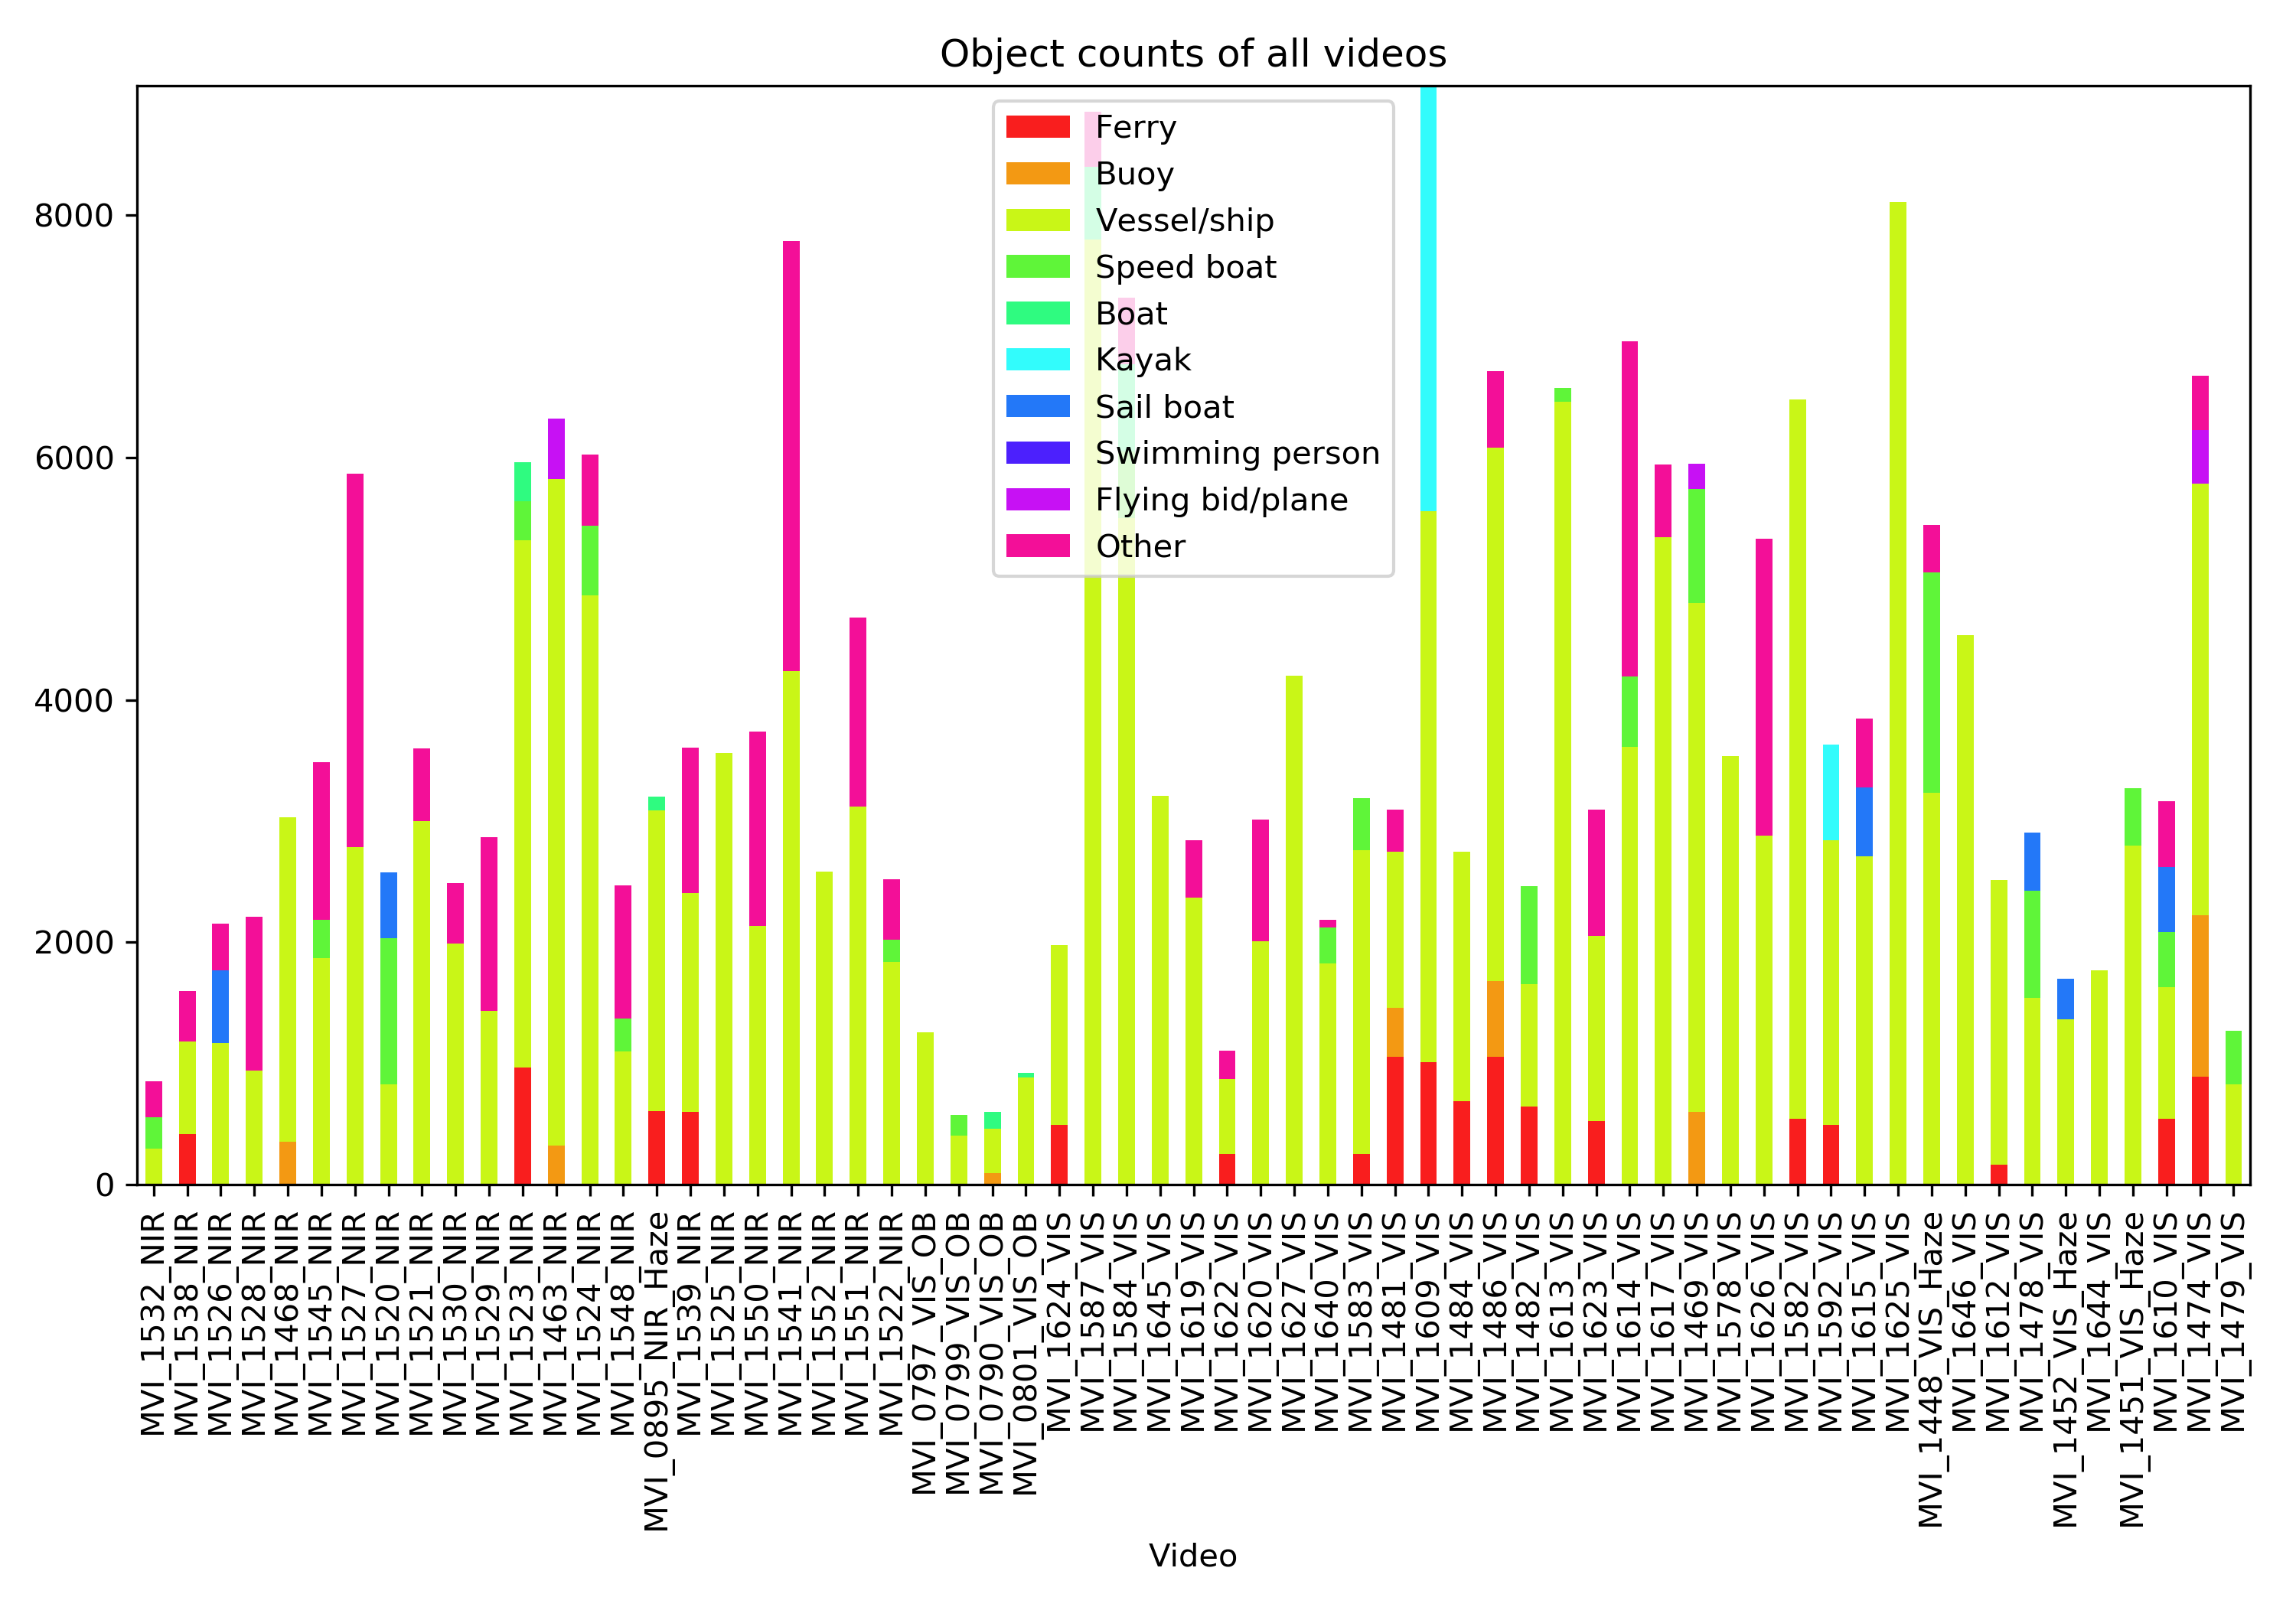 Object counts of all videos
8000
6000
4000
2000
0
Ferry
Buoy
Vessel/ship
Speed boat
Boat
Kayak
Sail boat
Swimming person
Flying bid/plane
Other
MVI_1532_NIR
MVI_1538_NIR
MVI_1526_NIR
MVI_1528_NIR
MVI_1468_NIR
MVI_1545_NIR
MVI_1527_NIR
MVI_1520_NIR
MVI_1521_NIR
MVI_1530_NIR
MVI_1529_NIR
MVI_1523_NIR
MVI_1463_NIR
MVI_1524_NIR
MVI_1548_NIR
MVI_0895_NIR_Haze
MVI_1539_NIR
MVI_1525_NIR
MVI_1550_NIR
MVI_1541_NIR
MVI_1552_NIR
MVI_1551_NIR
MVI_1522_NIR
MVI_0797_VIS_OB
MVI_0799_VIS_OB
MVI_0790_VIS_OB
MVI_0801_VIS_OB
MVI_1624_VIS
MVI_1587_VIS
MVI_1584_VIS
MVI_1645_VIS
MVI_1619_VIS
MVI_1622_VIS
MVI_1620_VIS
MVI_1627_VIS
MVI_1640_VIS
MVI_1583_VIS
MVI_1481_VIS
MVI_1609_VIS
MVI_1484_VIS
MVI_1486_VIS
MVI_1482_VIS
MVI_1613_VIS
MVI_1623_VIS
MVI_1614_VIS
MVI_1617_VIS
MVI_1469_VIS
MVI_1578_VIS
MVI_1626_VIS
MVI_1582_VIS
MVI_1592_VIS
MVI_1615_VIS
MVI_1625_VIS
MVI_1448_VIS_Haze
MVI_1646_VIS
MVI_1612_VIS
MVI_1478_VIS
MVI_1452_VIS_Haze
MVI_1644_VIS
MVI_1451_VIS_Haze
MVI_1610_VIS
MVI_1474_VIS
MVI_1479_VIS
Video